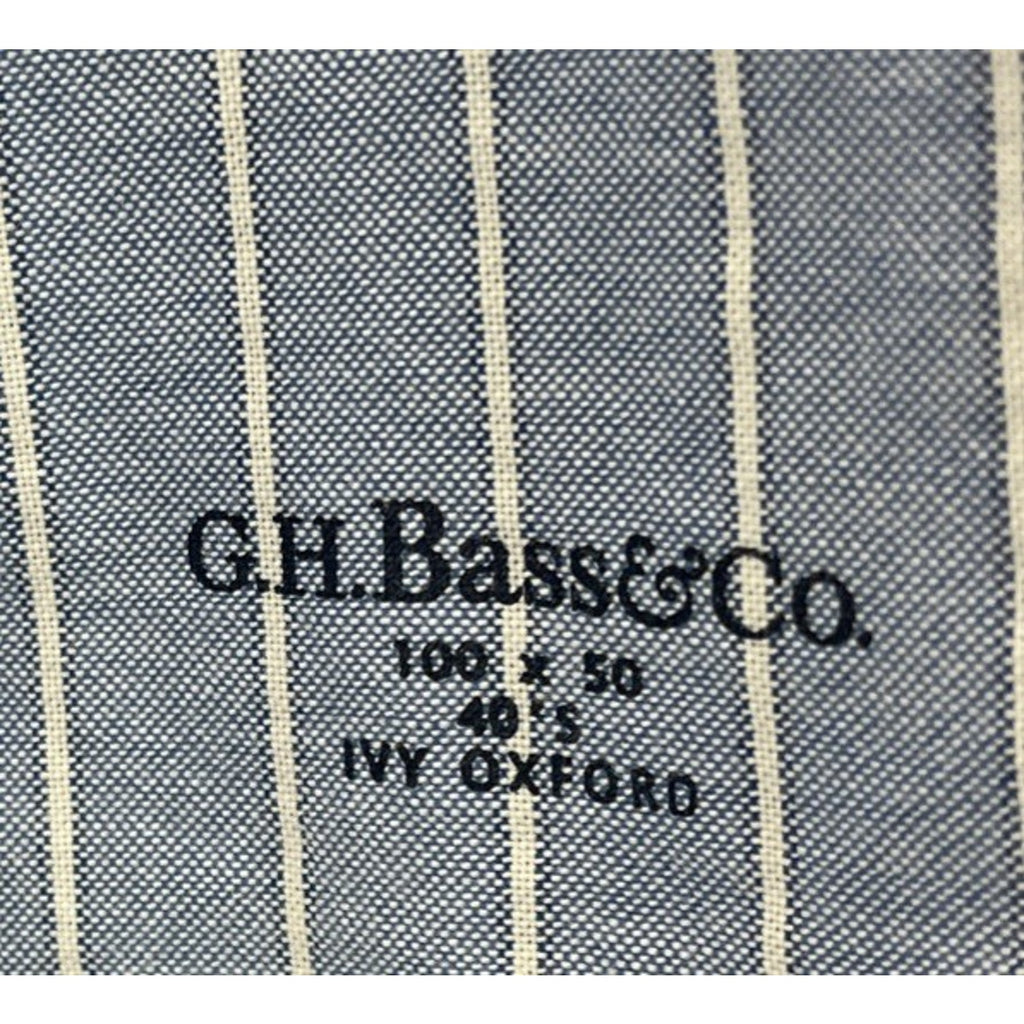 G.H.Bass&Co.
100 x 50
40's
IVY OXFORD